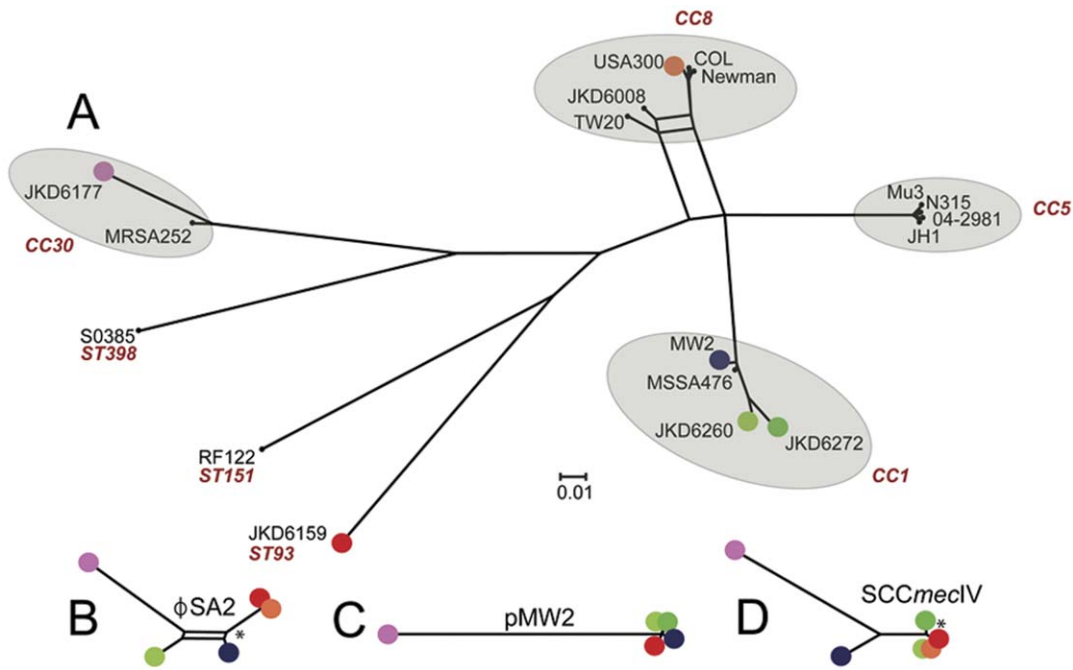 CC8
USA300 COL
Newman
JKD6008
TW20
A
JKD6177
MRSA252
CC30
Mu3
N315
04-2981
JH1
CC5
S0385
ST398
MW2
MSSA476
JKD6260
JKD6272
CC1
RF122
ST151
0.01
JKD6159
ST93
B
ϕSA2
*
C
pMW2
D
SCCmecIV
*